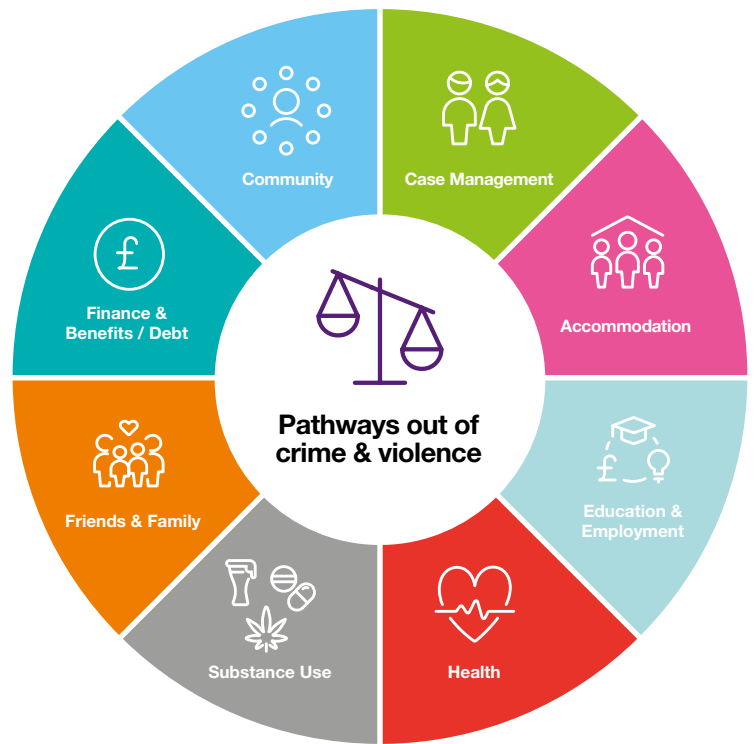 Community
Case Management
Accommodation
Education &
Employment
Health
Substance Use
Friends & Family
£
Finance &
Benefits / Debt
Pathways out of
crime & violence
£